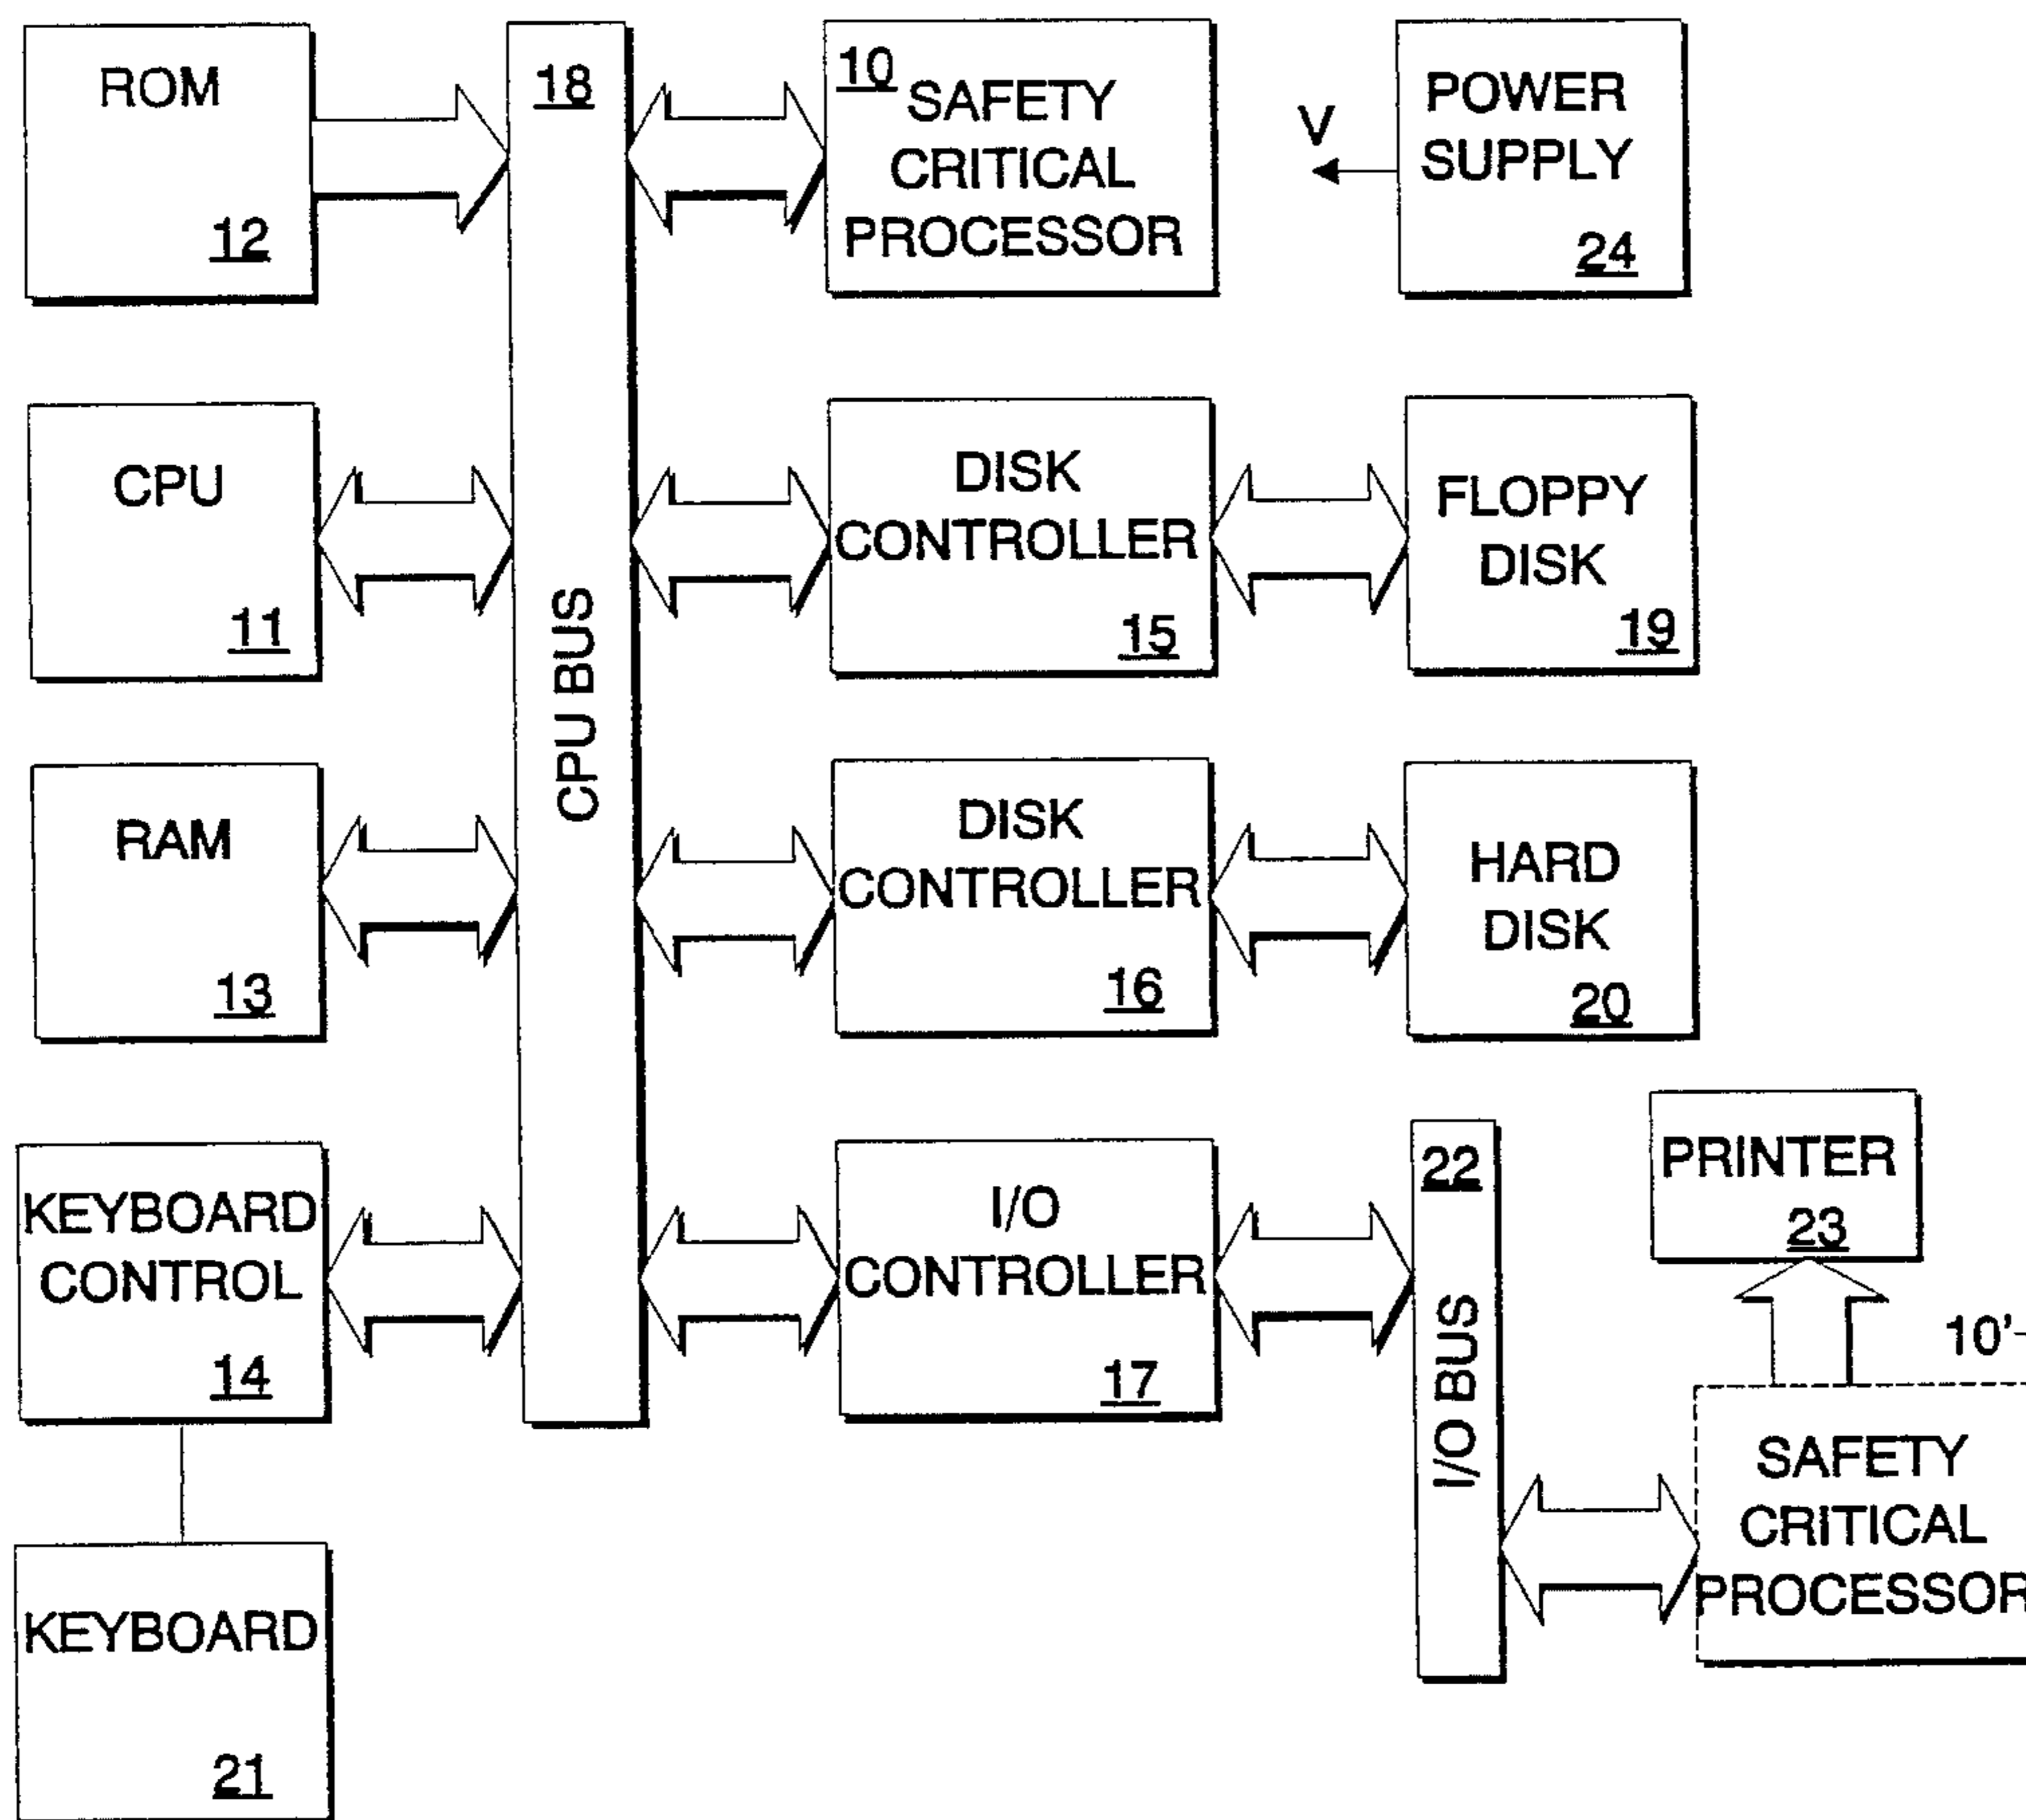 ROM
12
18
10
SAFETY
CRITICAL
PROCESSOR
V
POWER
SUPPLY
24
CPU
11
CPU BUS
DISK
CONTROLLER
15
FLOPPY
DISK
19
RAM
13
DISK
CONTROLLER
16
HARD
DISK
20
KEYBOARD
CONTROL
14
I/O
CONTROLLER
17
22
I/O BUS
PRINTER
23
10'
SAFETY
CRITICAL
PROCESSOR
KEYBOARD
21